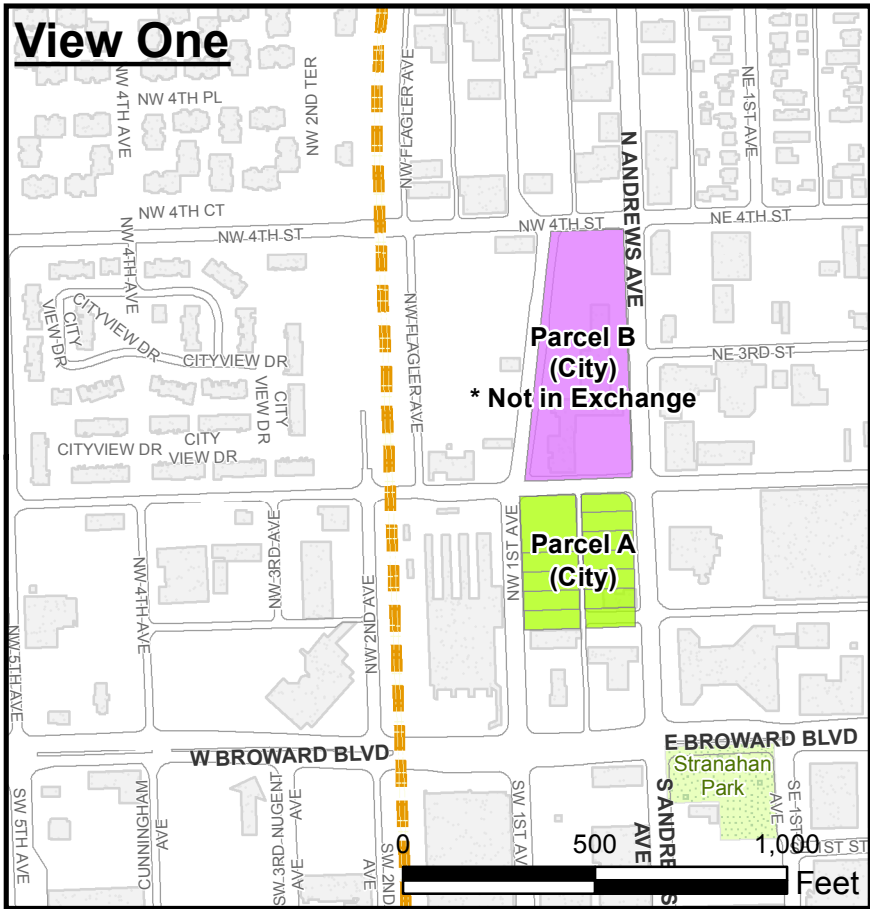 View One
NW 4TH AVE
NW 4TH PL
NW 2ND TER
NW FLAGLER AVE
NE 1ST AVE
N ANDREWS AVE
NW 4TH CT
NW 4TH ST
NW 4TH ST
NE 4TH ST
NW 4TH AVE
CITY
VIEW DR
CITYVIEW DR
CITYVIEW DR
CITY
VIEW DR
NW FLAGLER AVE
Parcel B
(City)
* Not in Exchange
NE 3RD ST
CITYVIEW DR
CITY
VIEW DR
NW 5TH AVE
NW 4TH AVE
NW 3RD AVE
NW 2ND AVE
NW 1ST AVE
Parcel A
(City)
W BROWARD BLVD
E BROWARD BLVD
Stranahan
Park
SW 5TH AVE
CUNNINGHAM
AVE
SW 3RD NUGENT
AVE
AVE
SW 2ND
AVE
SW 1ST AV
S ANDREWS
AVE
SE 1ST
AVE
SE 1ST ST
0
500
1,000
Feet